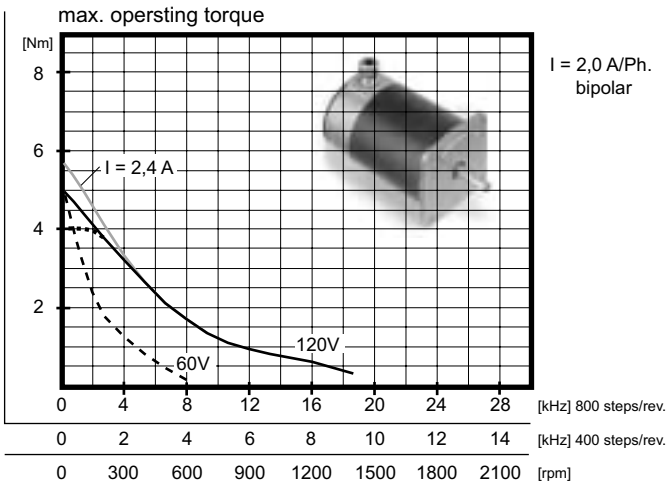 max. opersting torque
[Nm]
8
6
4
2
I = 2,4 A
60V
120V
I = 2,0 A/Ph.
bipolar
0 4 8 12 16 20 24 28 [kHz] 800 steps/rev.
0 2 4 6 8 10 12 14 [kHz] 400 steps/rev.
0 300 600 900 1200 1500 1800 2100 [rpm]